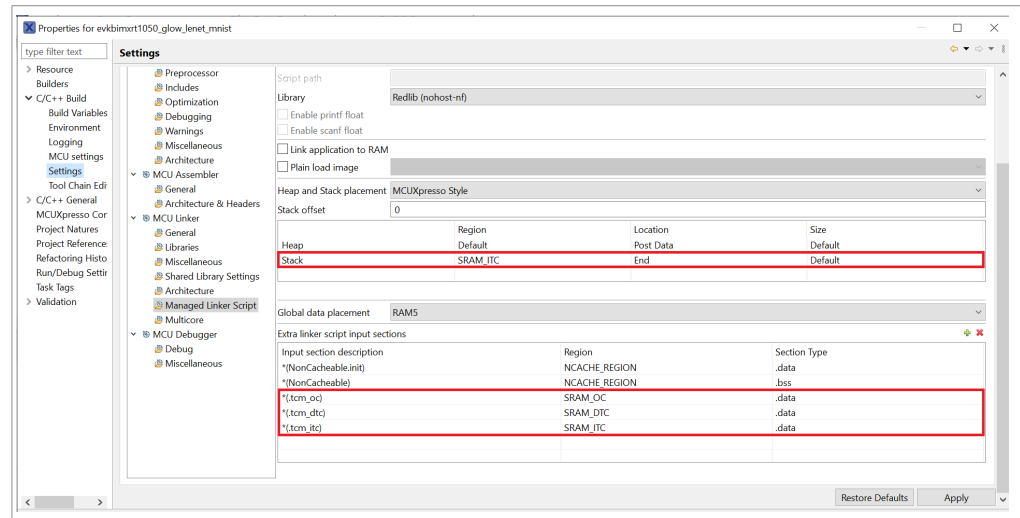 Properties for evkbimxrt1050_glow_lenet_mnist
type filter text
Settings
Resource
Builders
C/C++ Build
Build Variables
Environment
Logging
MCU settings
Settings
Tool Chain Edi
C/C++ General
MCUXpresso Cor
Project Natures
Project Reference
Refactoring Histo
Run/Debug Settir
Task Tags
Validation
Preprocessor
Includes
Optimization
Debugging
Warnings
Miscellaneous
Architecture
MCU Assembler
General
Architecture & Headers
MCU Linker
General
Libraries
Miscellaneous
Shared Library Settings
Architecture
Managed Linker Script
Multicore
MCU Debugger
Debug
Miscellaneous
Script path
Library Redlib (nohost-nf)
Enable printf float
Enable scanf float
Link application to RAM
Plain load image
Heap and Stack placement MCUXpresso Style
Stack offset 0
Region Location Size
Heap Default Post Data Default
Stack SRAM_ITC End Default
Global data placement RAM5
Extra linker script input sections
Input section description Region Section Type
*(NonCacheable.init) NCACHE_REGION .data
*(NonCacheable) NCACHE_REGION .bss
*(.tcm_oc) SRAM_OC .data
*(.tcm_dtc) SRAM_DTC .data
*(.tcm_itc) SRAM_ITC .data
Restore Defaults Apply